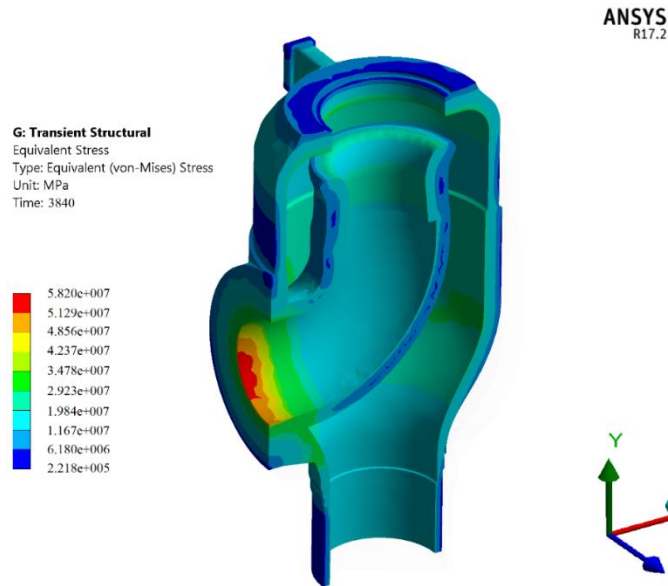 ANSYS
R17.2
G: Transient Structural
Equivalent Stress
Type: Equivalent (von-Mises) Stress
Unit: MPa
Time: 3840
5.820e+007
5.129e+007
4.856e+007
4.237e+007
3.478e+007
2.923e+007
1.984e+007
1.167e+007
6.180e+006
2.218e+005
Y